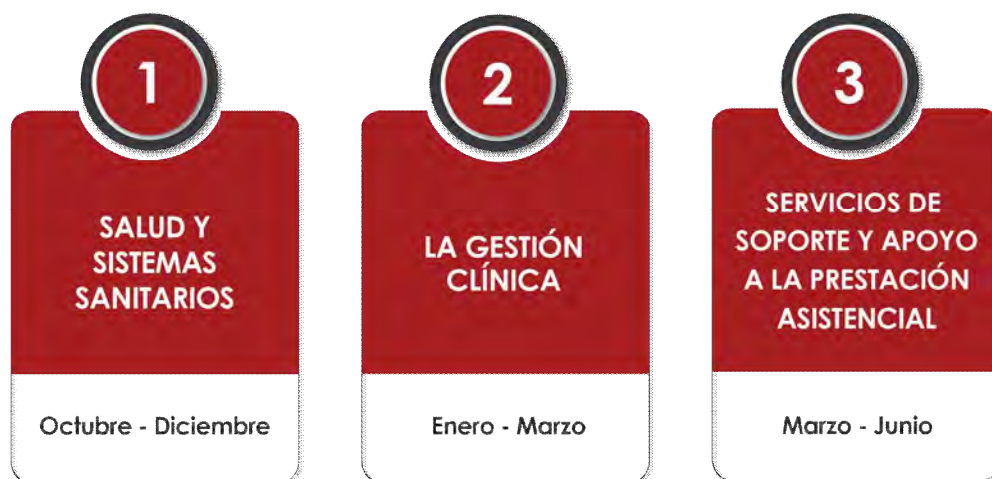 1
SALUD Y
SISTEMAS
SANITARIOS
Octubre - Diciembre
2
LA GESTIÓN
CLÍNICA
Enero - Marzo
3
SERVICIOS DE
SOPORTE Y APOYO
A LA PRESTACIÓN
ASISTENCIAL
Marzo - Junio